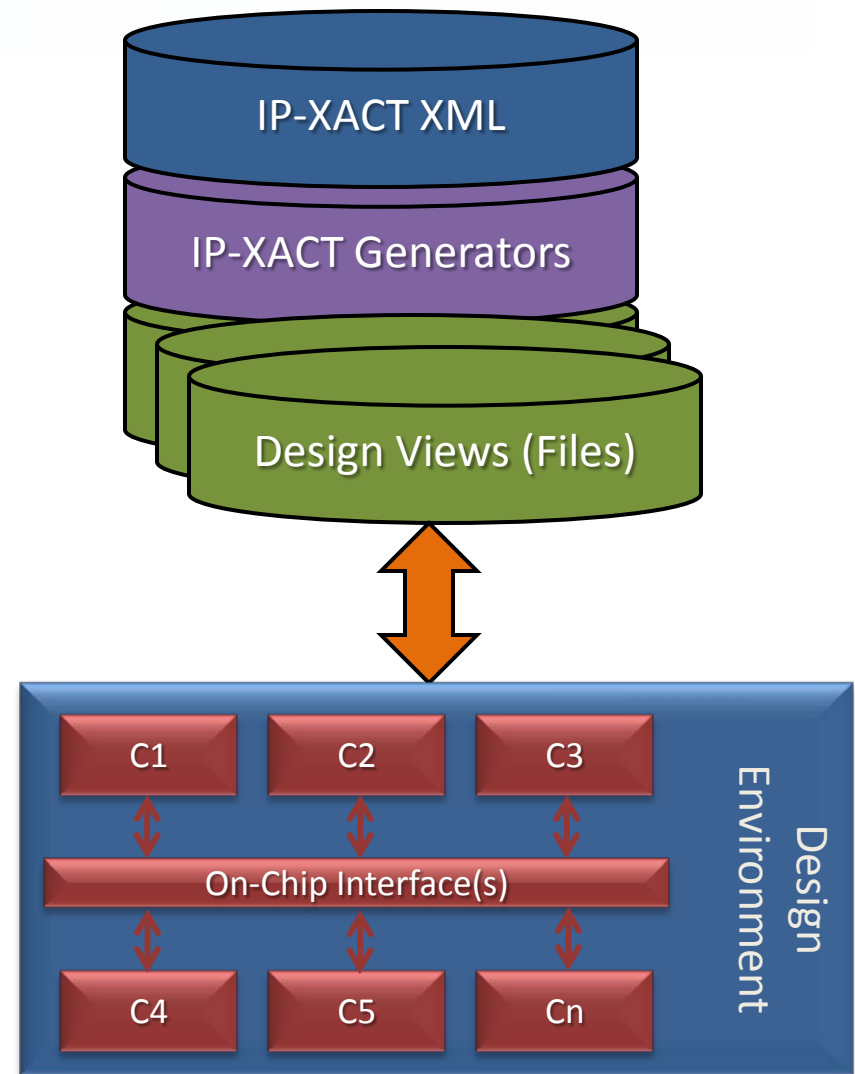 IP-XACT XML
IP-XACT Generators
Design Views (Files)
C1
C2
C3
Design
Environment
On-Chip Interface(s)
C4
C5
Cn